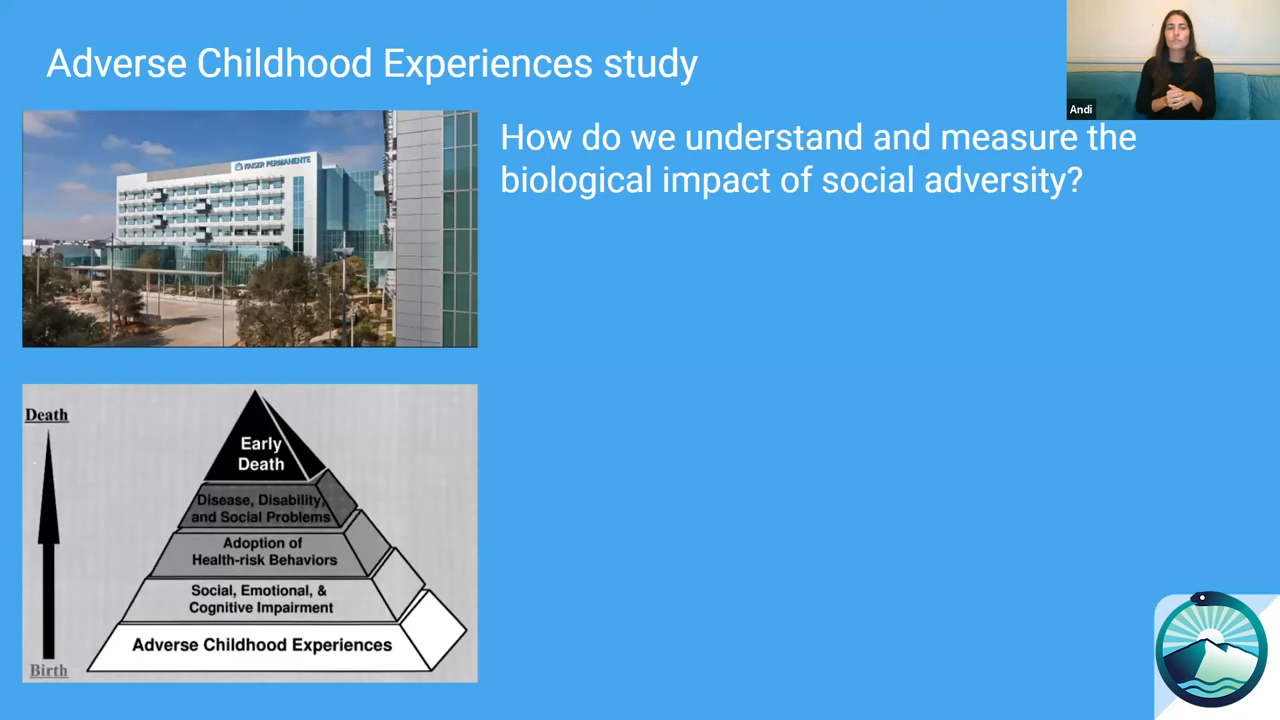 Adverse Childhood Experiences study
Andi
KAISER PERMANENTE
How do we understand and measure the
biological impact of social adversity?
Death
Early
Death
Disease, Disability,
and Social Problems
Adoption of
Health-risk Behaviors
Social, Emotional, &
Cognitive Impairment
Adverse Childhood Experiences
Birth